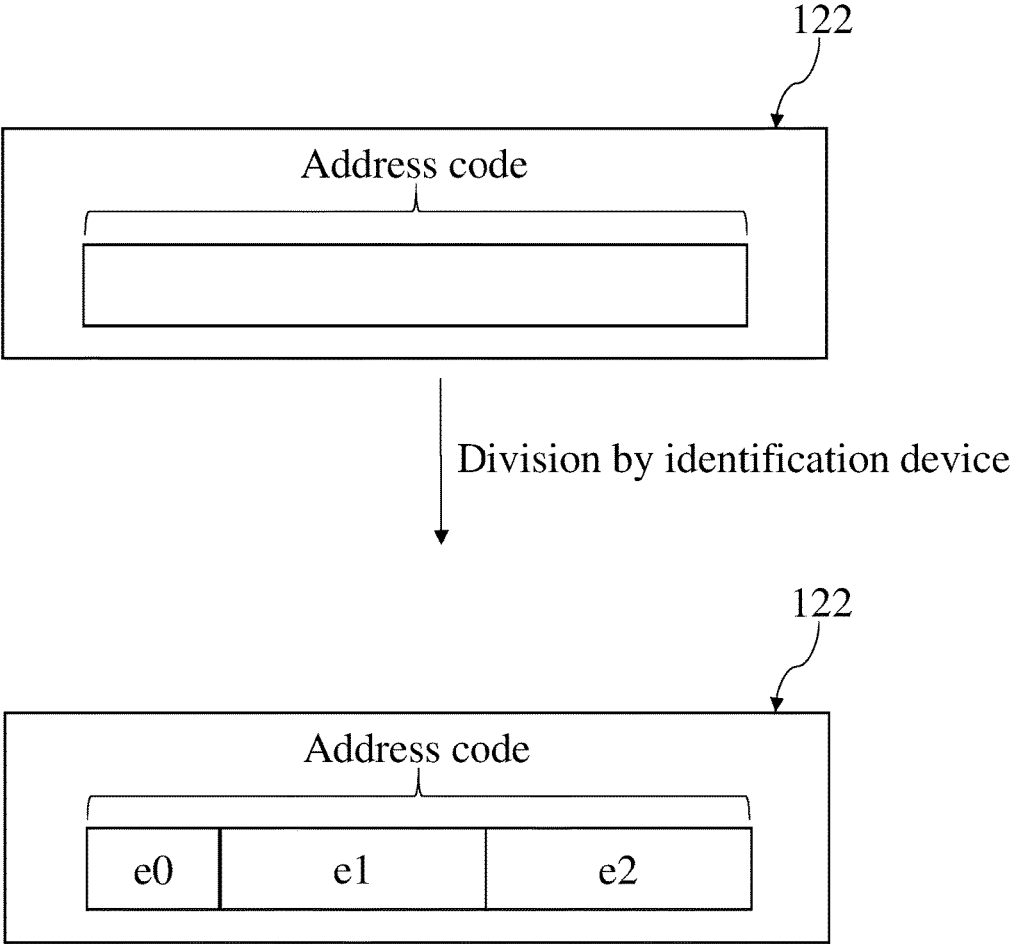 122
Address code
Division by identification device
122
Address code
e0 e1 e2